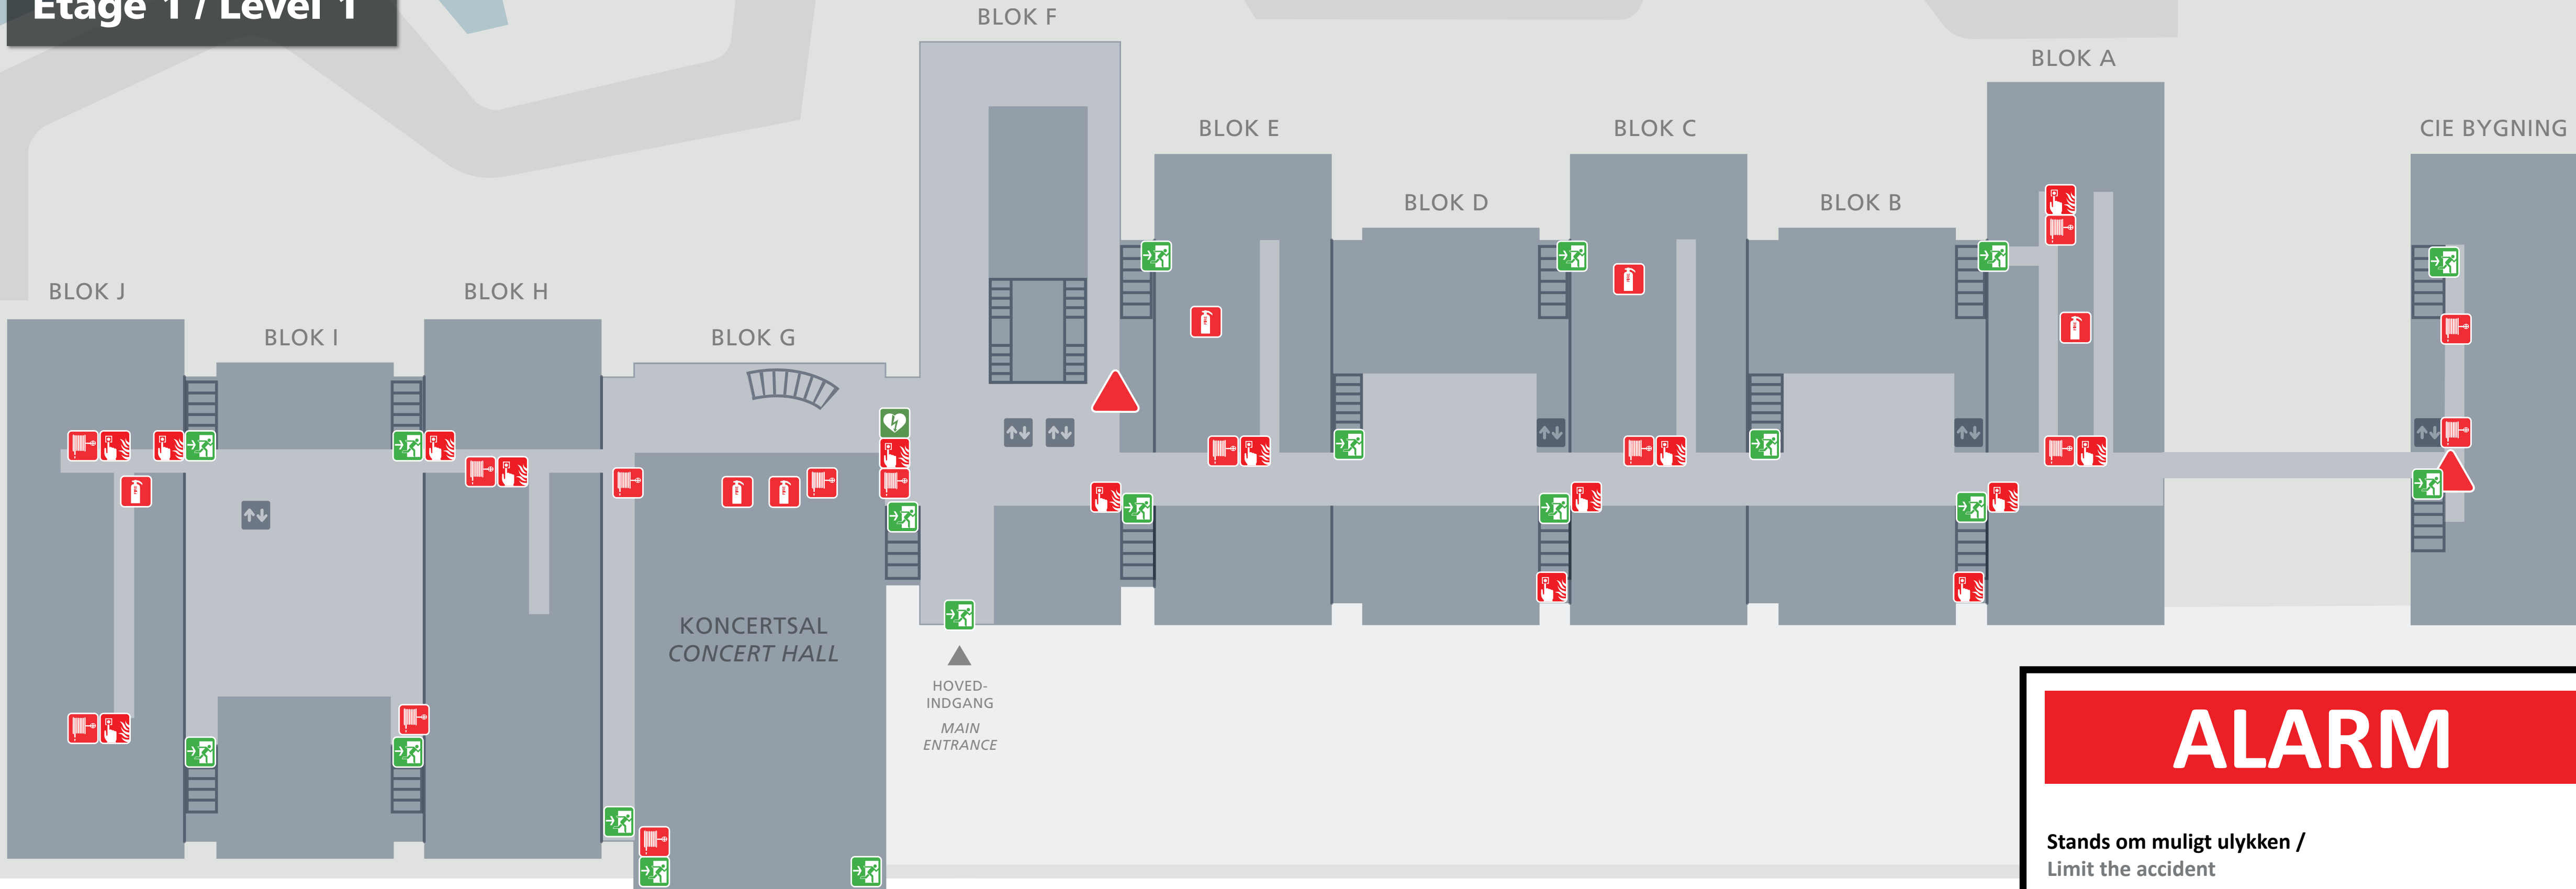 Etage 1 / Level 1
BLOK F
BLOK A
BLOK E
BLOK C
CIE BYGNING
BLOK D
BLOK B
BLOK J
BLOK H
BLOK I
BLOK G
KONCERTSAL
CONCERT HALL
HOVED-
INDGANG
MAIN
ENTRANCE
ALARM
Stands om muligt ulykken /
Limit the accident